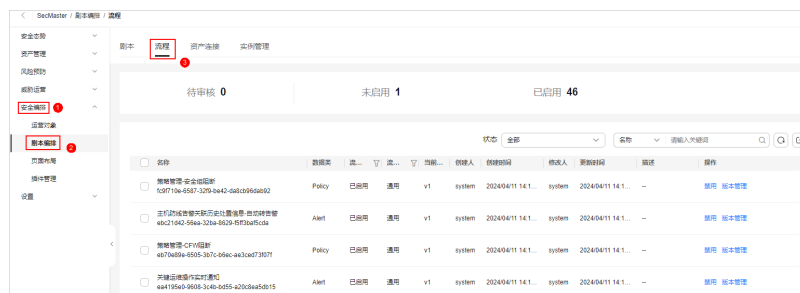 SecMaster / 剧本编排 / 流程
安全态势
资产管理
风险预防
威胁运营
安全编排 1
运营对象
剧本编排 2
页面布局
插件管理
设置
剧本 流程 资产连接 实例管理
3
待审核 0 未启用 1 已启用 46
状态 全部 名称 请输入关键词
名称 数据类 流... 流... 当前... 创建人 创建时间 修改人 更新时间 描述 操作
策略管理-安全组阻断 Policy 已启用 通用 v1 system 2024/04/11 14:1... system 2024/04/11 14:1... -- 禁用 版本管理
fc9f710e-6587-32f9-be42-da8cb96dab92
主机防线告警关联历史处置信息-自动转告警 Alert 已启用 通用 v1 system 2024/04/11 14:1... system 2024/04/11 14:1... -- 禁用 版本管理
ebc21d42-56ea-32ba-8629-f5ff3baf5cda
策略管理-CFW阻断 Policy 已启用 通用 v1 system 2024/04/11 14:1... system 2024/04/11 14:1... -- 禁用 版本管理
eb70e89e-6505-3b7c-b6ec-ae3ced73f07f
关键运维操作实时通知 Alert 已启用 通用 v1 system 2024/04/11 14:1... system 2024/04/11 14:1... -- 禁用 版本管理
ea4195e0-9608-3c4b-bd55-a20c8ea5db15